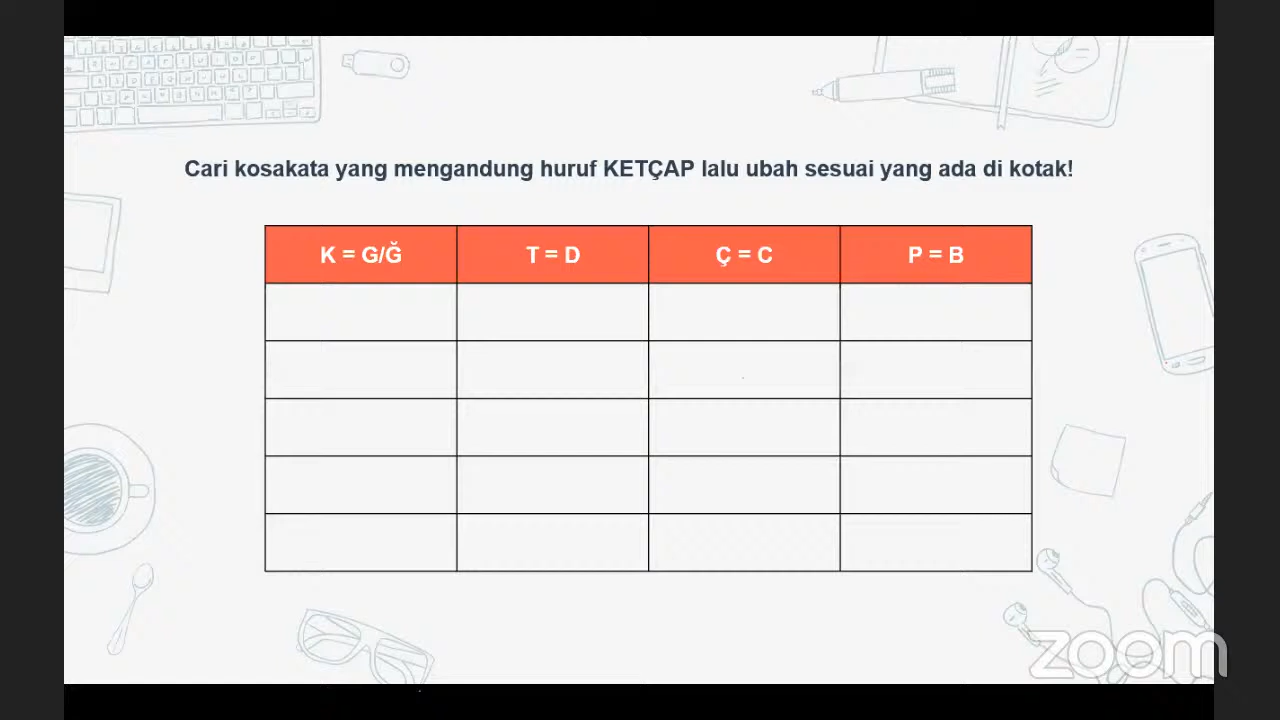 Cari kosakata yang mengandung huruf KETÇAP lalu ubah sesuai yang ada di kotak!
K = G/Ğ T = D Ç = C P = B
zoom